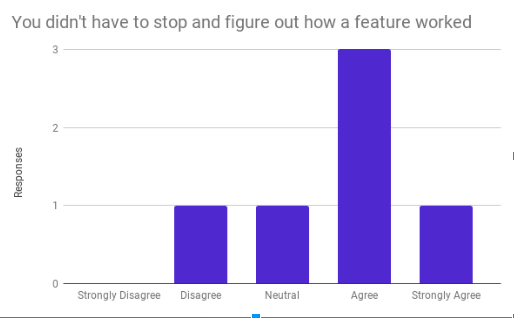 You didn't have to stop and figure out how a feature worked
3
2
1
0
Responses
Strongly Disagree
Disagree
Neutral
Agree
Strongly Agree